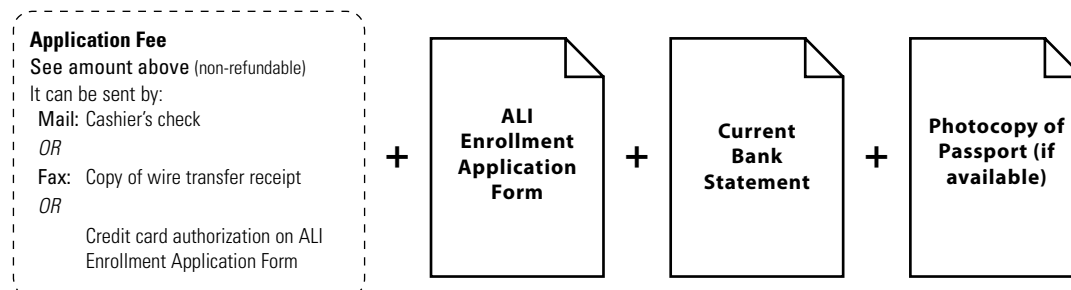 Application Fee
See amount above (non-refundable)
It can be sent by:
Mail: Cashier's check
OR
Fax: Copy of wire transfer receipt
OR
Credit card authorization on ALI
Enrollment Application Form
+
ALI
Enrollment
Application
Form
+
Current
Bank
Statement
+
Photocopy of
Passport (if
available)